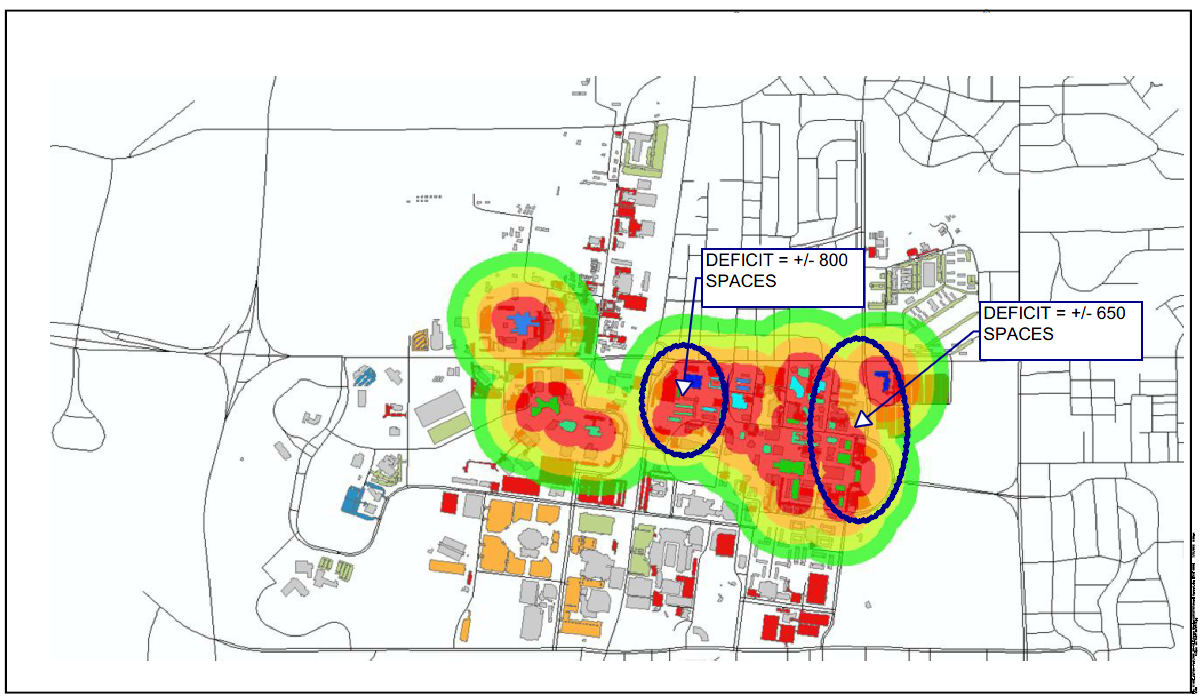 DEFICIT = +/- 800
SPACES
DEFICIT = +/- 650
SPACES